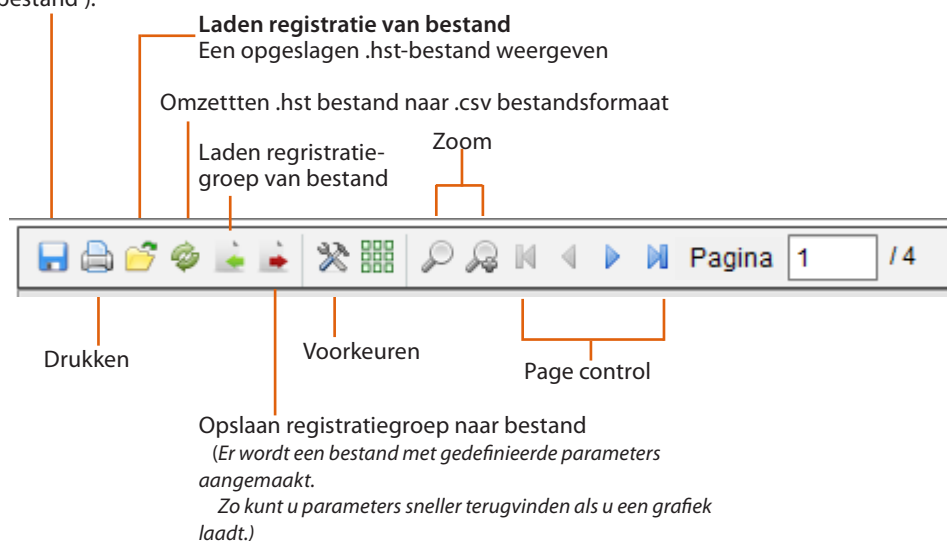 bestand ).
Laden registratie van bestand
Een opgeslagen .hst-bestand weergeven
Omzettten .hst bestand naar .csv bestandsformaat
Laden regristratie-
groep van bestand
Zoom
Pagina 1 / 4
Drukken
Voorkeuren
Page control
Opslaan registratiegroep naar bestand
(Er wordt een bestand met gedefinieerde parameters
aangemaakt.
Zo kunt u parameters sneller terugvinden als u een grafiek
laadt.)